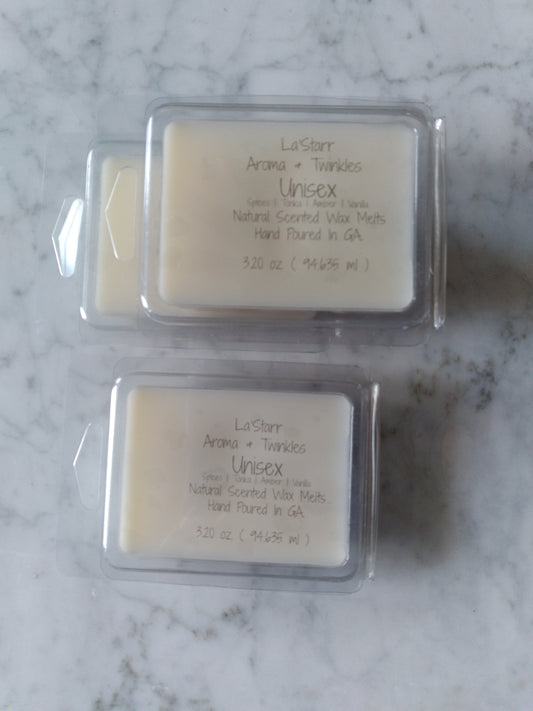 La'Starr
Aroma + Twinkles
Unisex
Spices | Tonka | Amber | Vanilla
Natural Scented Wax Melts
Hand Poured In GA
3.20 oz ( 94.635 ml )
La'Starr
Aroma + Twinkles
Unisex
Spices | Tonka | Amber | Vanilla
Natural Scented Wax Melts
Hand Poured In GA
3.20 oz ( 94.635 ml )